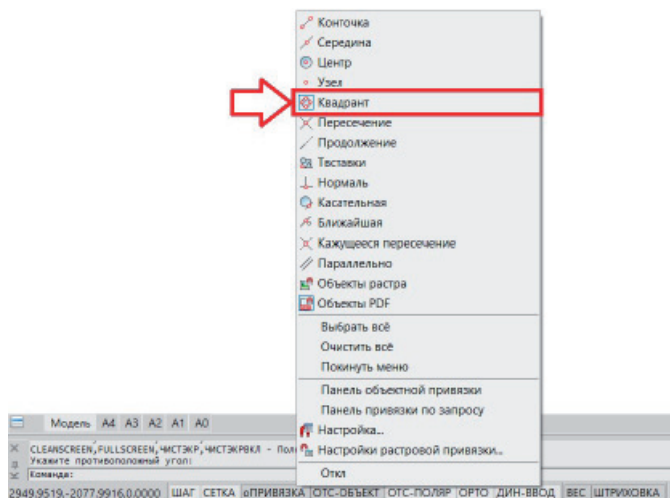 Конточка
Середина
Центр
Узел
Квадрант
Пересечение
Продолжение
Твставки
Нормаль
Касательная
Ближайшая
Кажущееся пересечение
Параллельно
Объекты растра
Объекты PDF
Выбрать всё
Очистить всё
Покинуть меню
Панель объектной привязки
Панель привязки по запросу
Настройка...
Настройки растровой привязки...
Откл
Модель A4 A3 A2 A1 A0
CLEANSCREEN,FULLSCREEN,ЧИСТЭКР,ЧИСТЭКРВКЛ - Пол
Укажите противоположный угол:
Команда:
2949.9519,-2077.9916,0.0000 ШАГ СЕТКА оПРИВЯЗКА ОТС-ОБЪЕКТ ОТС-ПОЛЯР ОРТО ДИН-ВВОД ВЕС ШТРИХОВКА